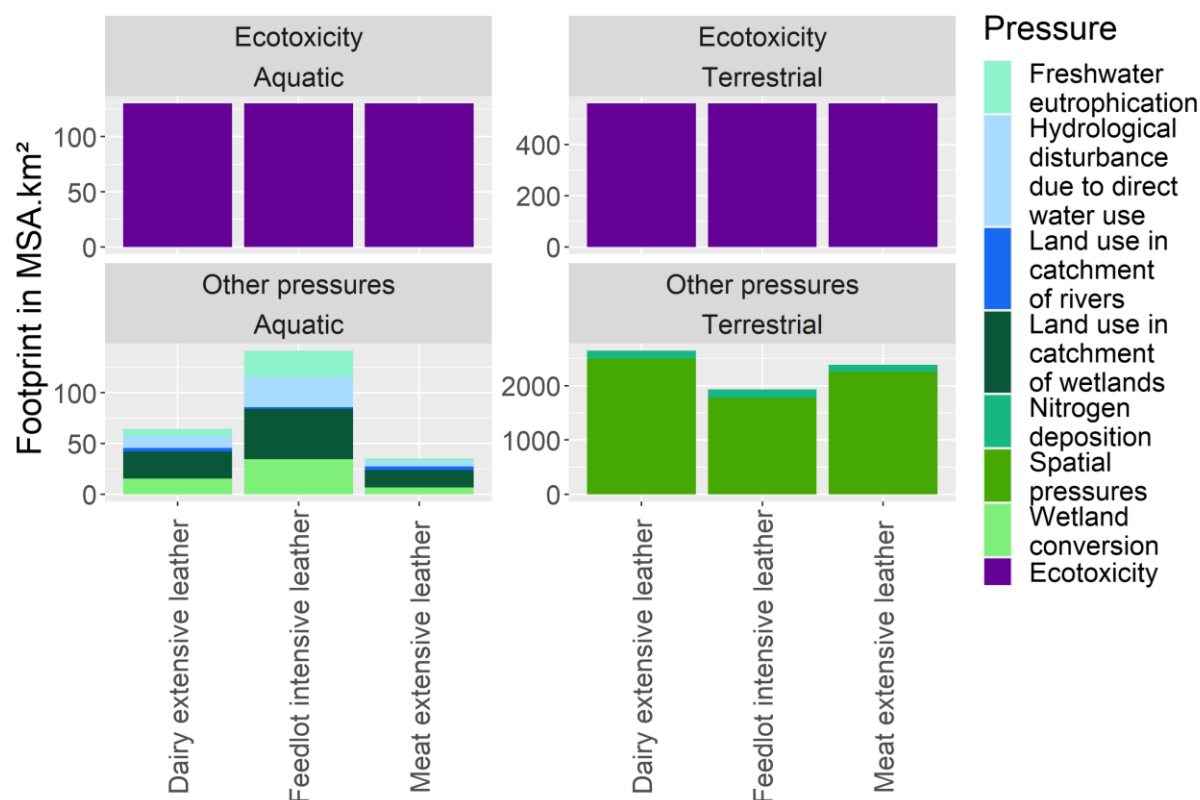 Footprint in MSA.km²
Ecotoxicity
Aquatic
100
50
0
Ecotoxicity
Terrestrial
400
200
0
Other pressures
Aquatic
100
50
0
Other pressures
Terrestrial
2000
1000
0
Dairy extensive leather
Feedlot intensive leather
Meat extensive leather
Dairy extensive leather
Feedlot intensive leather
Meat extensive leather
Pressure
Freshwater
eutrophication
Hydrological
disturbance
due to direct
water use
Land use in
catchment
of rivers
Land use in
catchment
of wetlands
Nitrogen
deposition
Spatial
pressures
Wetland
conversion
Ecotoxicity